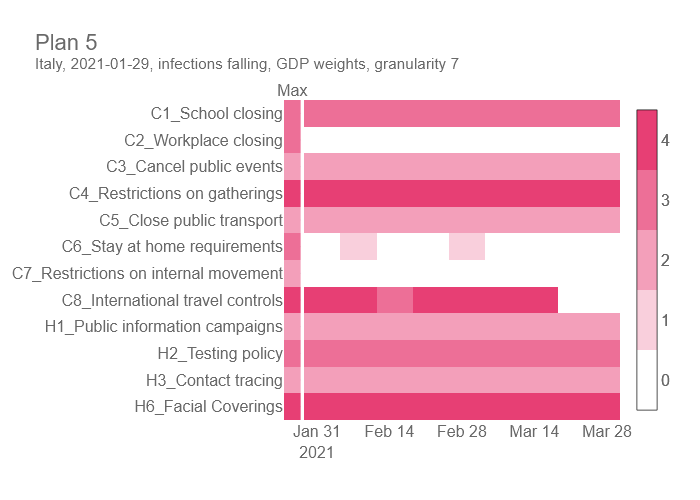 Plan 5
Italy, 2021-01-29, infections falling, GDP weights, granularity 7
Max
C1_School closing
C2_Workplace closing
C3_Cancel public events
C4_Restrictions on gatherings
C5_Close public transport
C6_Stay at home requirements
C7_Restrictions on internal movement
C8_International travel controls
H1_Public information campaigns
H2_Testing policy
H3_Contact tracing
H6_Facial Coverings
Jan 31 Feb 14 Feb 28 Mar 14 Mar 28
2021
4
3
2
1
0